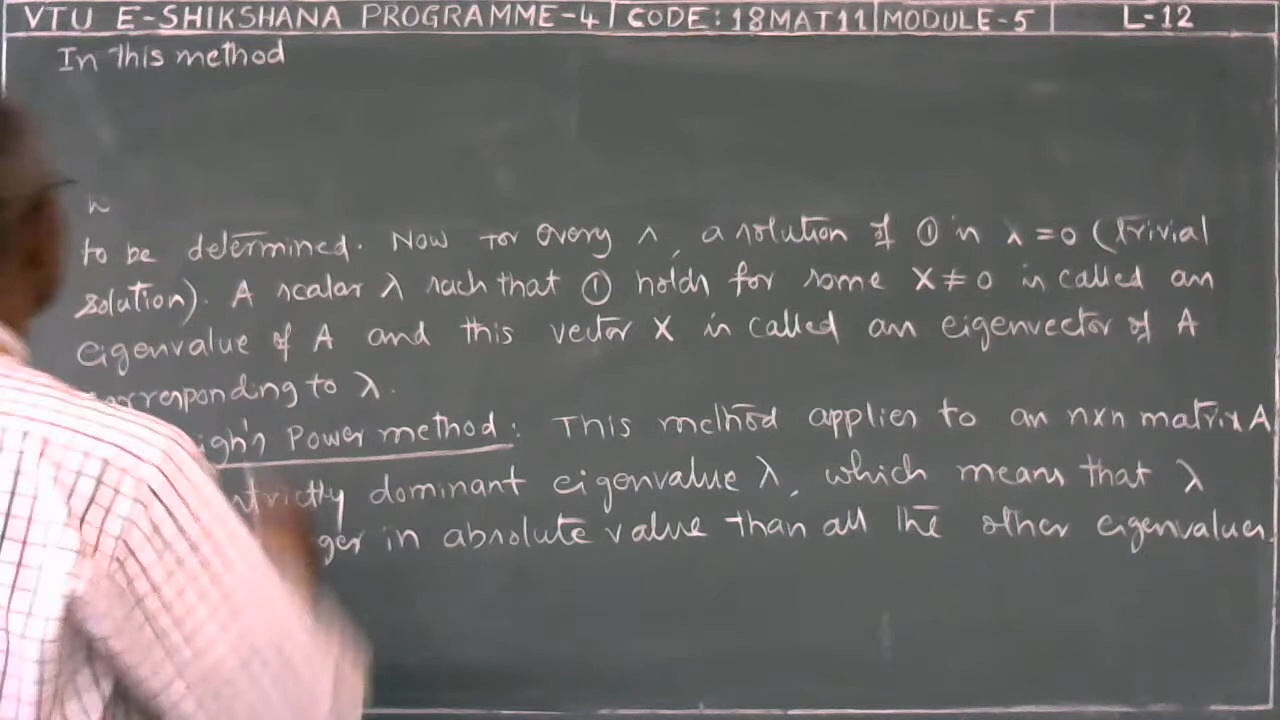 VTU E-SHIKSHANA PROGRAMME-4 | CODE: 18MAT11 | MODULE-5 | L-12
In this method
to be determined. Now for every λ, a solution of ① is λ = 0 (trivial
solution). A scalar λ such that ① holds for some X ≠ 0 is called an
eigenvalue of A and this vector X is called an eigenvector of A
corresponding to λ.
Power method: This method applies to an nxn matrix A
strictly dominant eigenvalue λ, which means that λ
in absolute value than all the other eigenvalues.